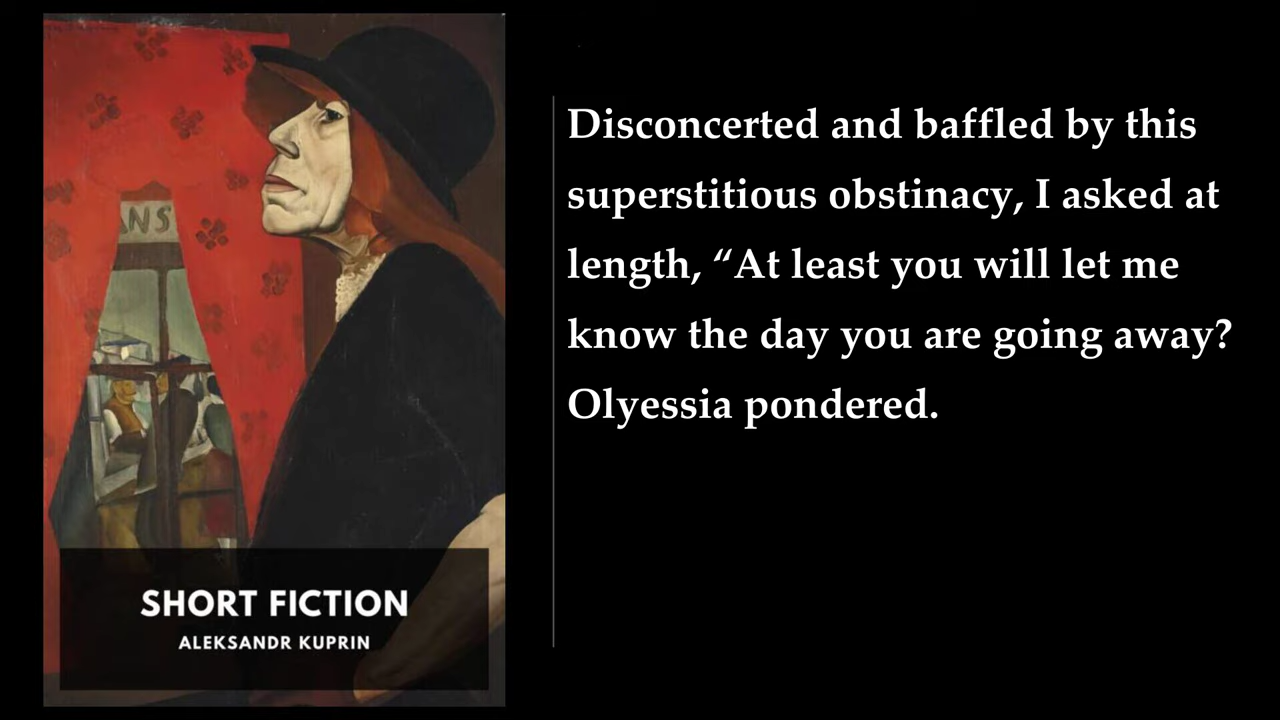 NS
SHORT FICTION
ALEKSANDR KUPRIN
Disconcerted and baffled by this
superstitious obstinacy, I asked at
length, “At least you will let me
know the day you are going away?
Olyessia pondered.